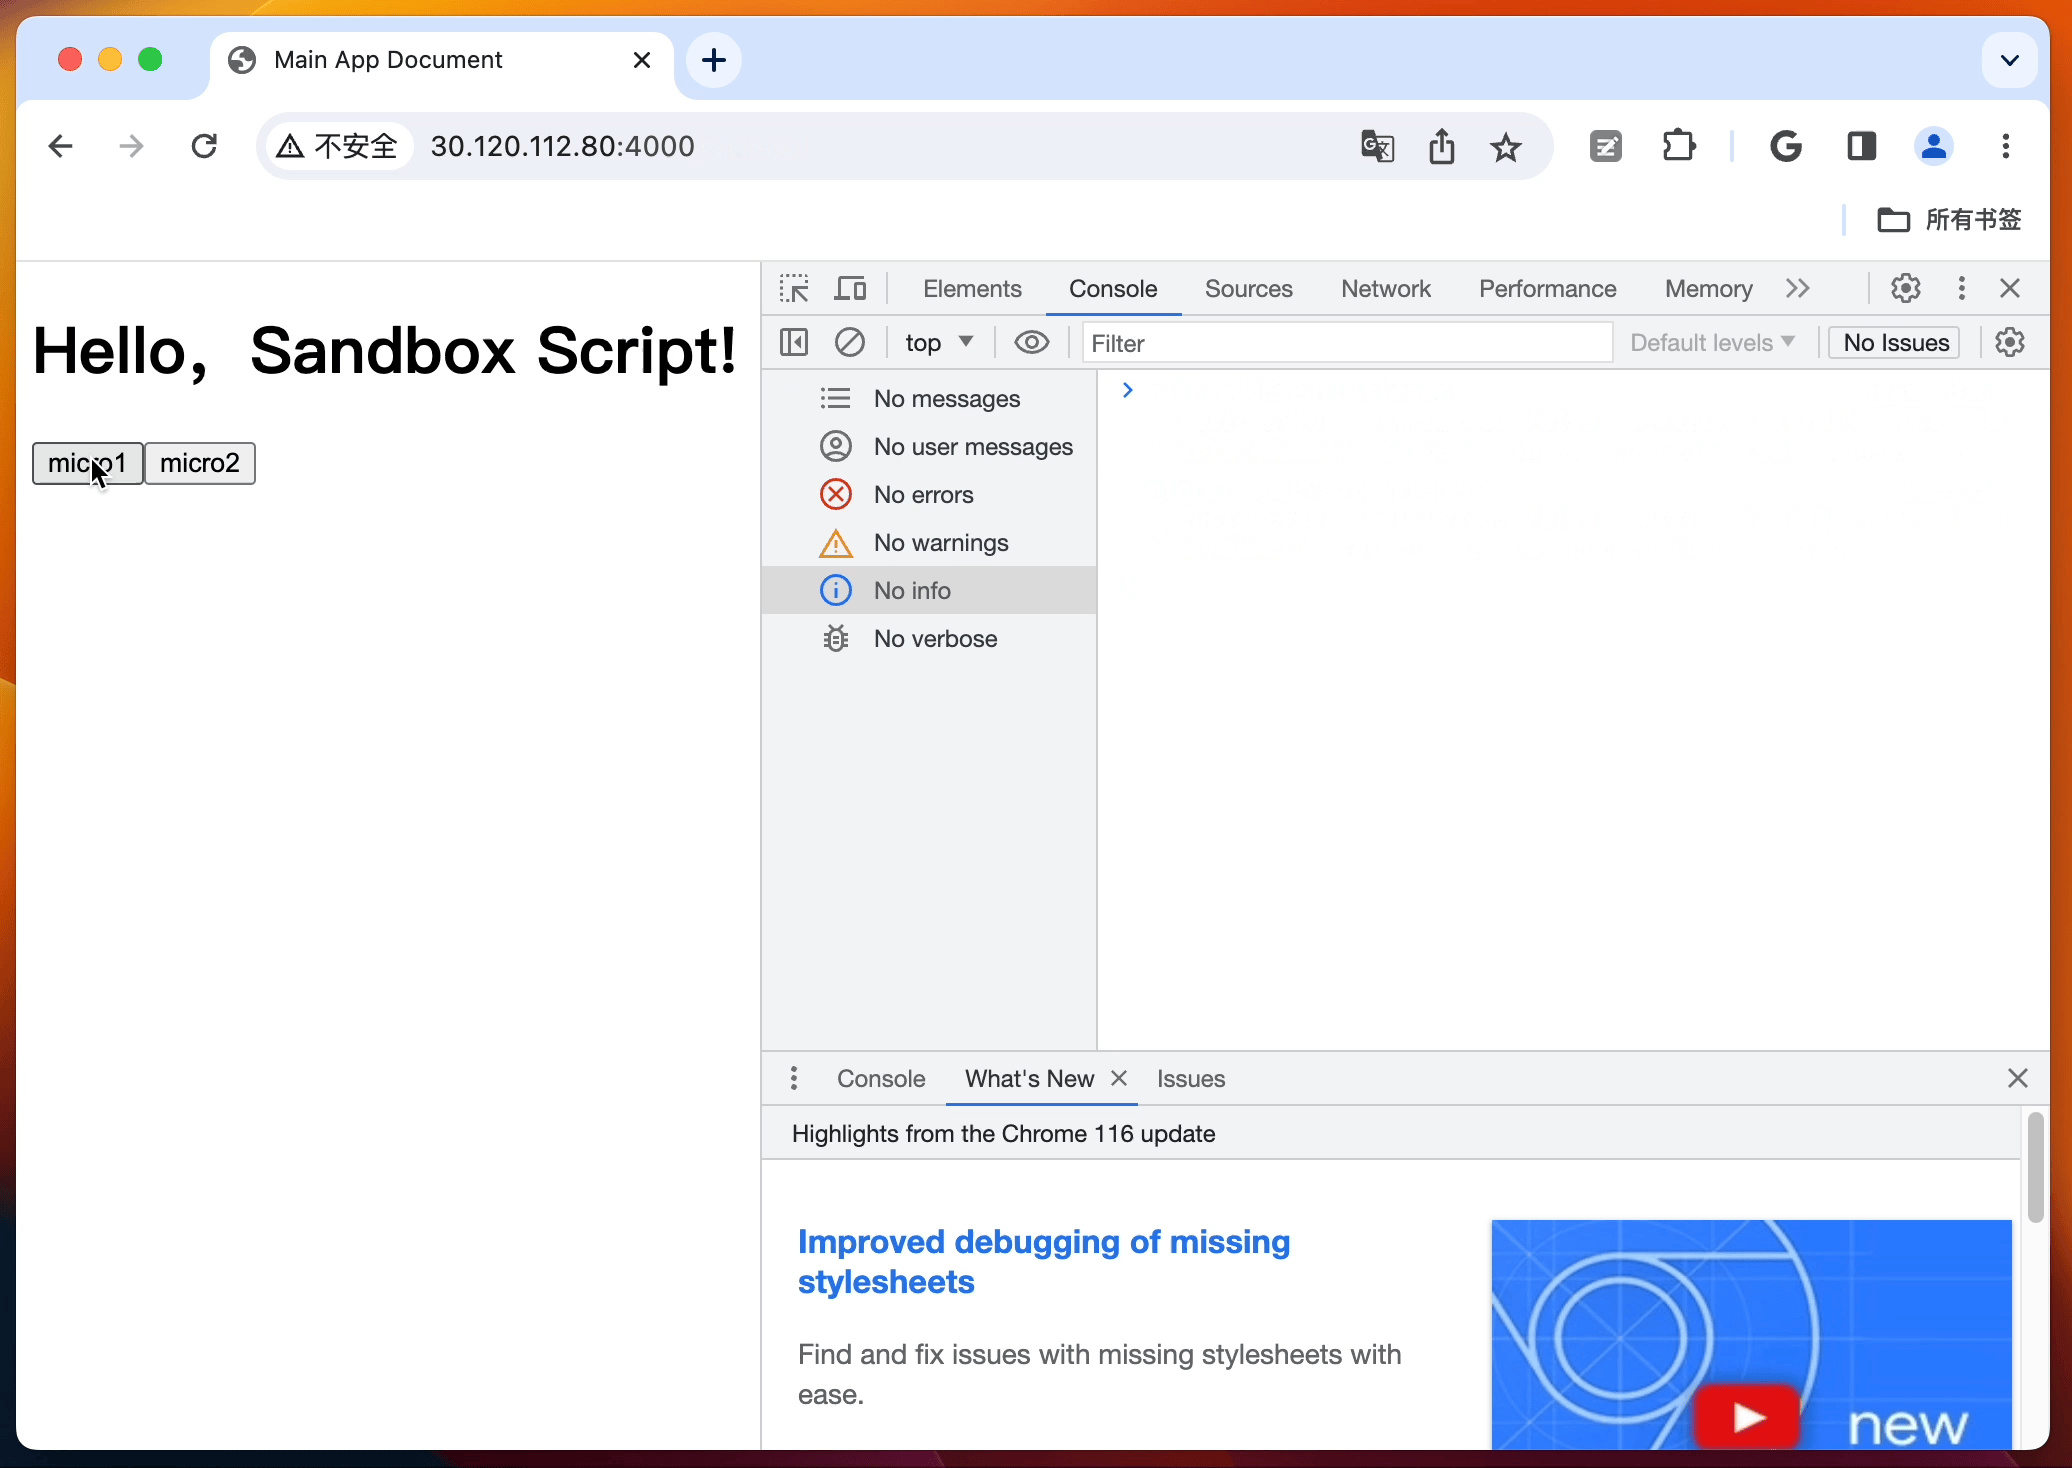 Main App Document
不安全 30.120.112.80:4000
所有书签
Hello，Sandbox Script!
micro1 micro2
Elements Console Sources Network Performance Memory
top Filter Default levels No Issues
No messages
No user messages
No errors
No warnings
No info
No verbose
Console What's New Issues
Highlights from the Chrome 116 update
Improved debugging of missing
stylesheets
Find and fix issues with missing stylesheets with
ease.
new